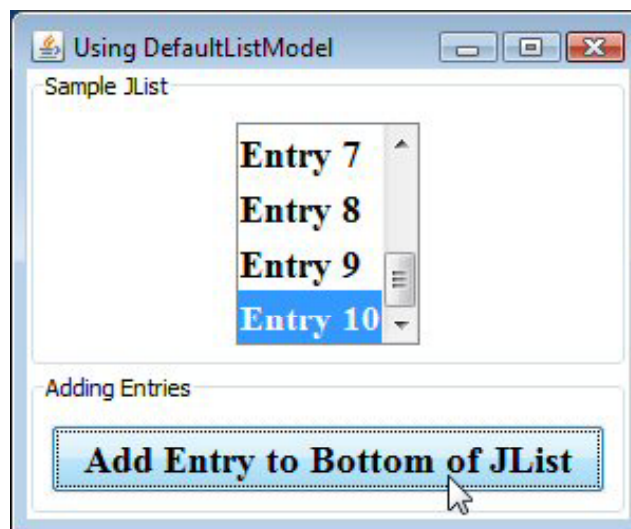 Using DefaultListModel
Sample JList
Entry 7
Entry 8
Entry 9
Entry 10
Adding Entries
Add Entry to Bottom of JList